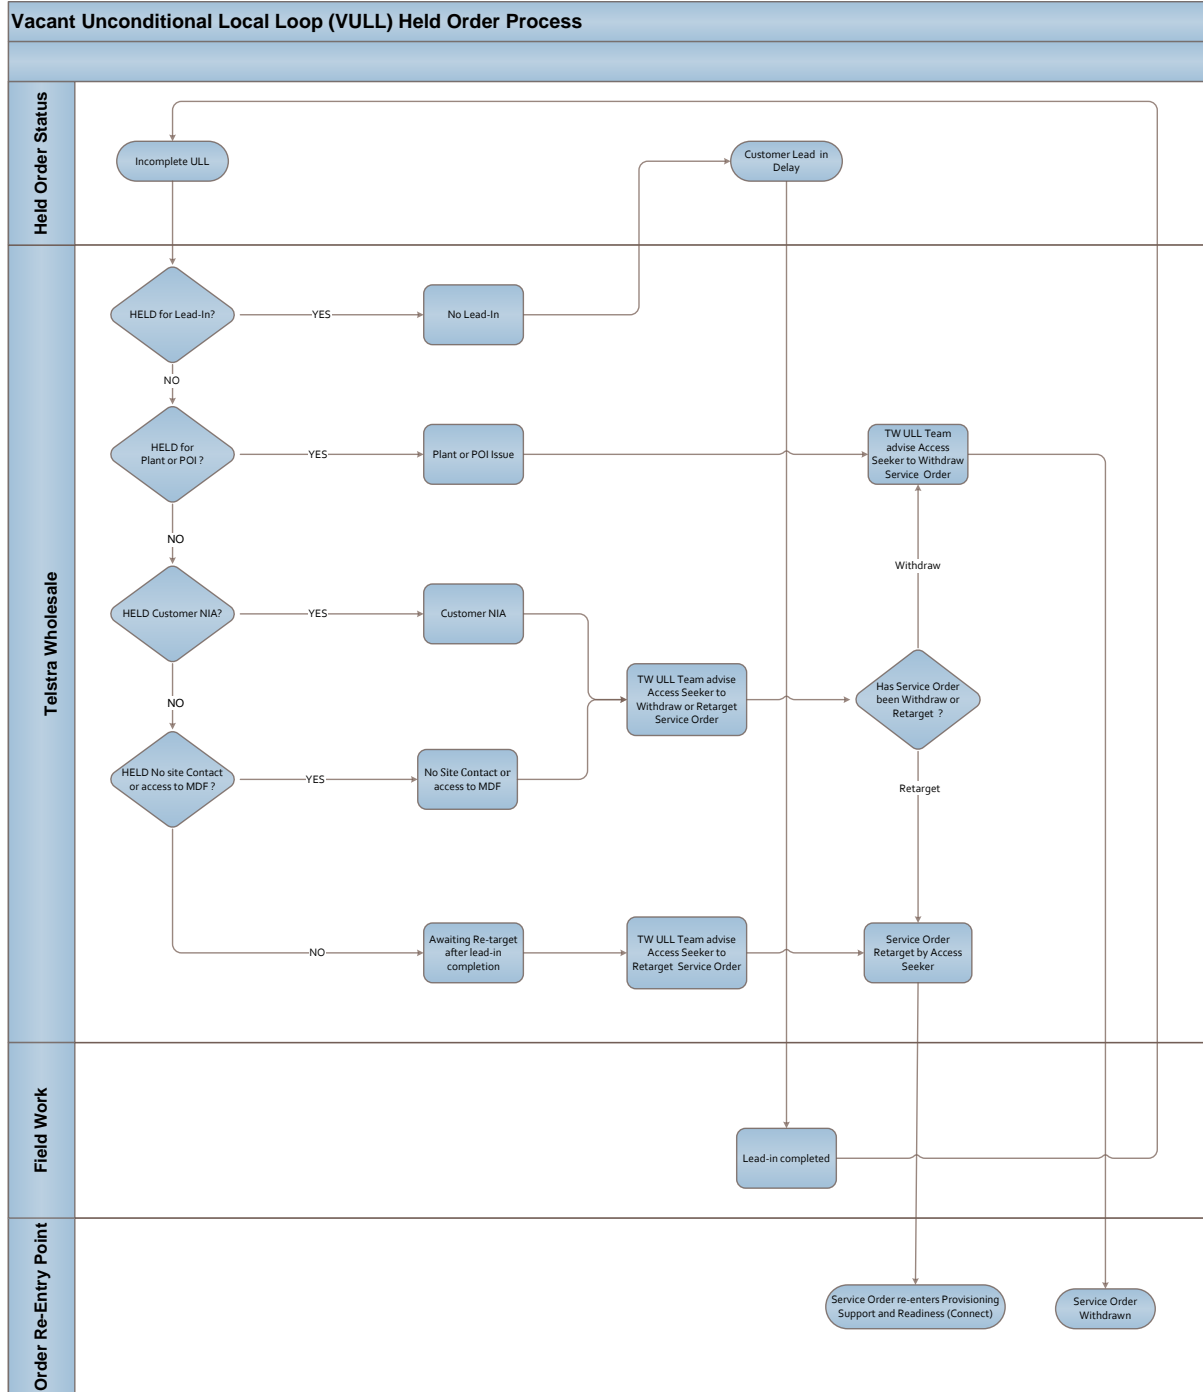 Vacant Unconditional Local Loop (VULL) Held Order Process
Held Order Status
Incomplete ULL
Customer Lead in
Delay
Telstra Wholesale
HELD for Lead-In?
YES
No Lead-In
NO
HELD for
Plant or POI ?
YES
Plant or POI Issue
TW ULL Team
advise Access
Seeker to Withdraw
Service Order
NO
Withdraw
HELD Customer NIA?
YES
Customer NIA
TW ULL Team advise
Access Seeker to
Withdraw or Retarget
Service Order
Has Service Order
been Withdraw or
Retarget ?
NO
HELD No site Contact
or access to MDF ?
YES
No Site Contact or
access to MDF
Retarget
NO
Awaiting Re-target
after lead-in
completion
TW ULL Team advise
Access Seeker to
Retarget Service Order
Service Order
Retarget by Access
Seeker
Field Work
Lead-in completed
Order Re-Entry Point
Service Order re-enters Provisioning
Support and Readiness (Connect)
Service Order
Withdrawn